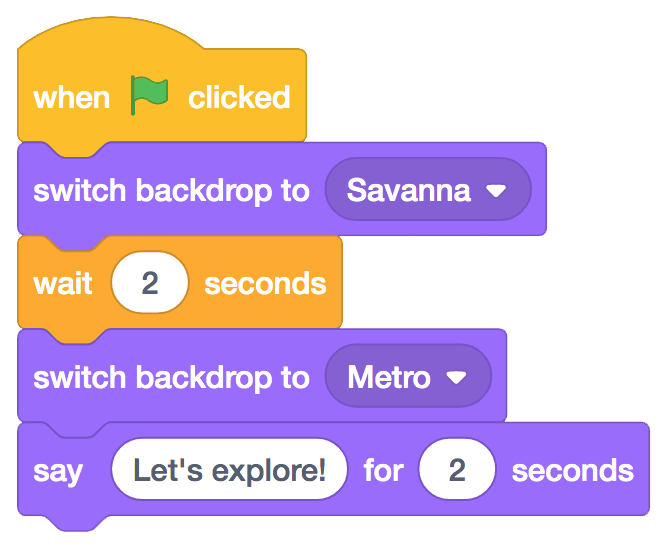 when clicked
switch backdrop to Savanna
wait 2 seconds
switch backdrop to Metro
say Let's explore! for 2 seconds